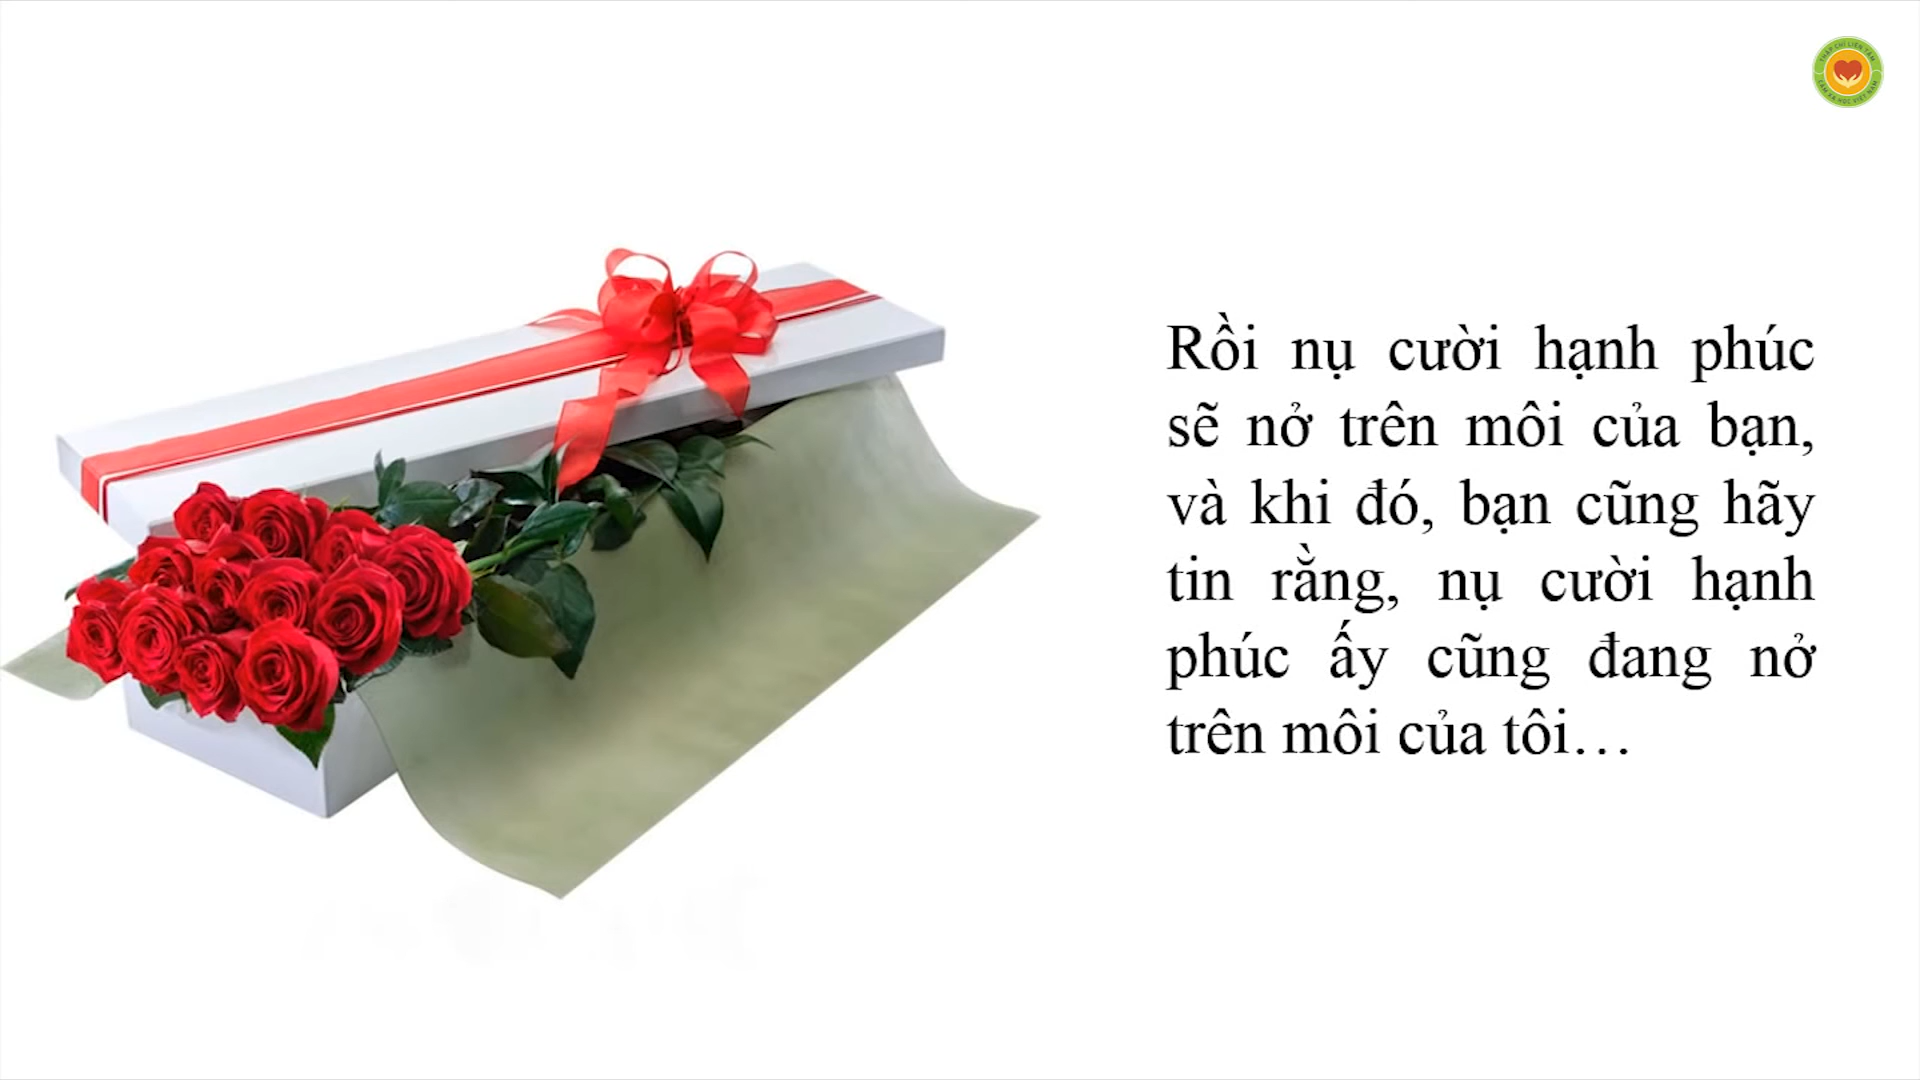 Rồi nụ cười hạnh phúc
sẽ nở trên môi của bạn,
và khi đó, bạn cũng hãy
tin rằng, nụ cười hạnh
phúc ấy cũng đang nở
trên môi của tôi…